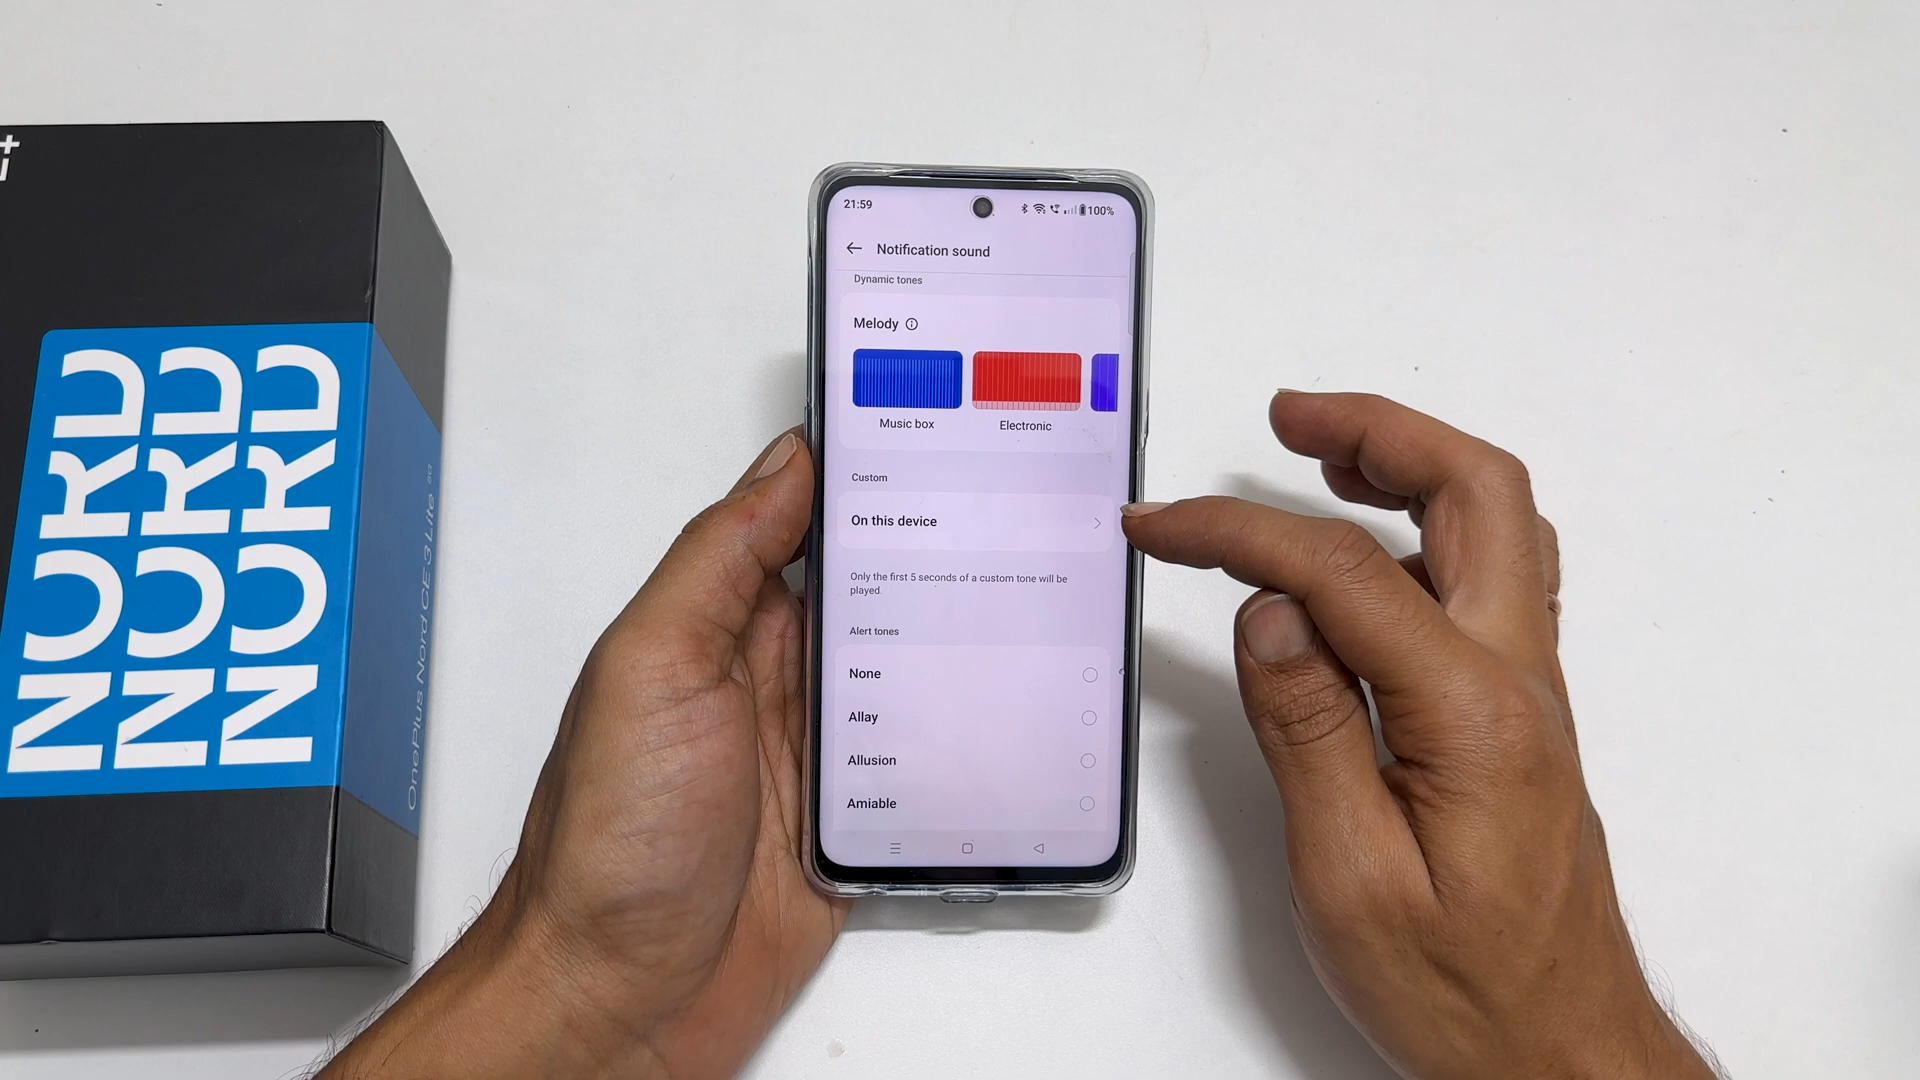 NORD
NORD
NORD
OnePlus Nord CE 3 Lite 5G
21:59
100%
Notification sound
Dynamic tones
Melody
Music box
Electronic
Custom
On this device
Only the first 5 seconds of a custom tone will be
played.
Alert tones
None
Allay
Allusion
Amiable